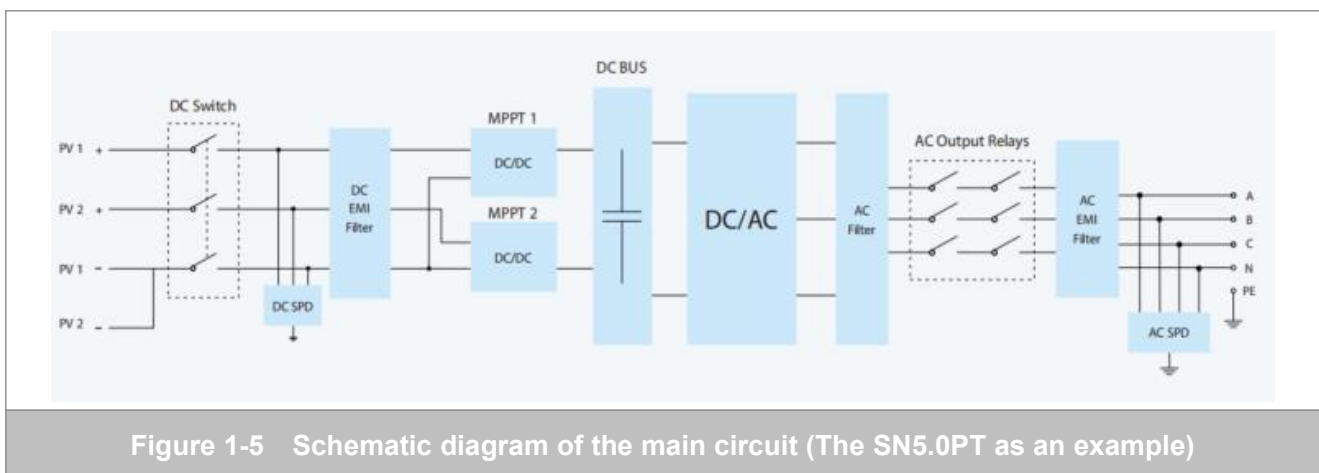 DC BUS
DC Switch
MPPT 1
AC Output Relays
PV 1 +
DC/DC
A
DC
EMI
Filter
PV 2 +
MPPT 2
DC/AC
AC
Filter
AC
EMI
Filter
B
C
DC/DC
PV 1 -
N
PE
DC SPD
PV 2 -
AC SPD
Figure 1-5 Schematic diagram of the main circuit (The SN5.0PT as an example)